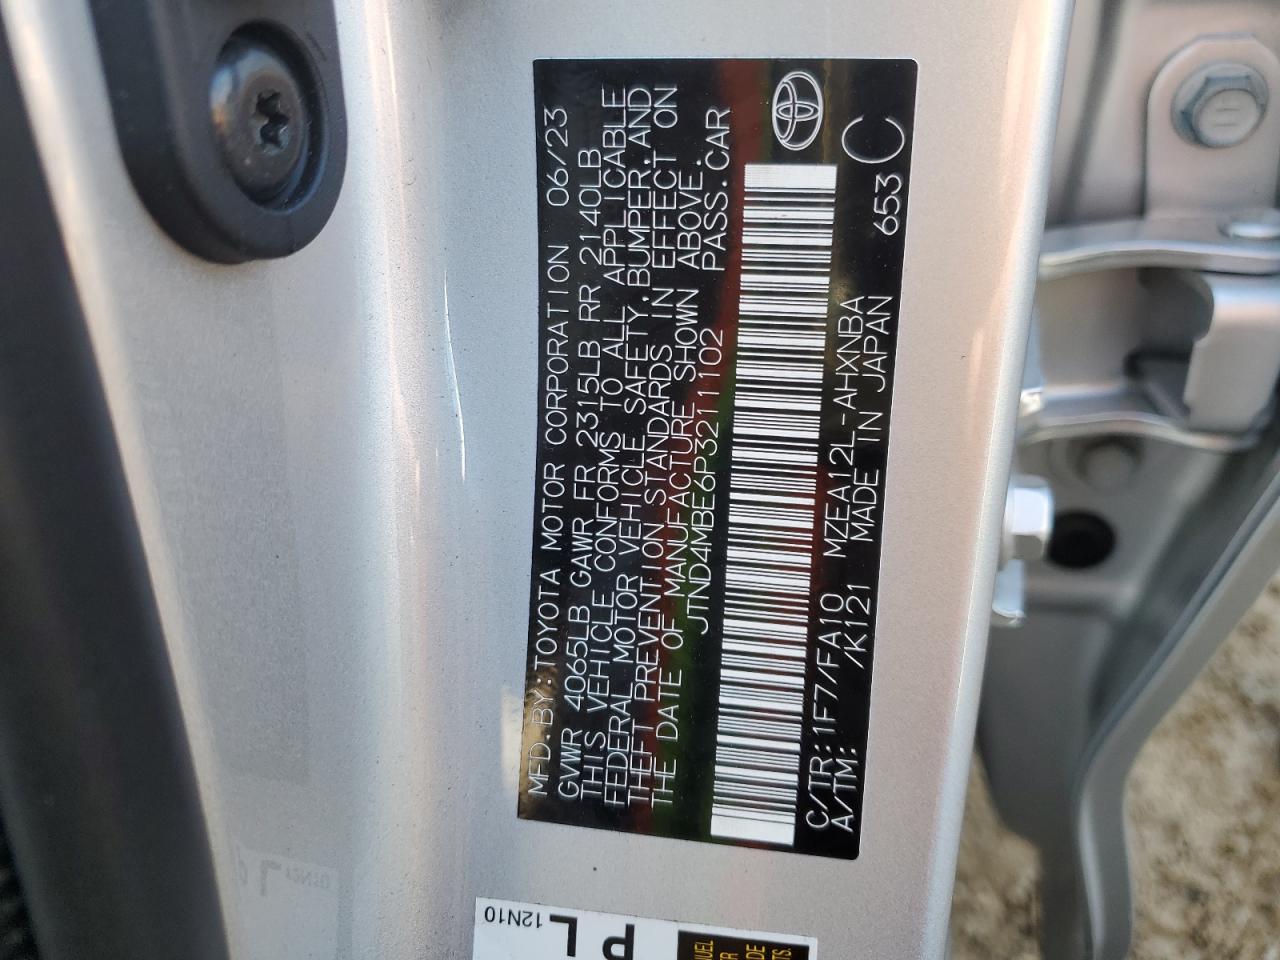 MFD.BY:TOYOTA MOTOR CORPORATION 06/23
GVWR 4065LB GAWR FR 2315LB RR 2140LB
THIS VEHICLE CONFORMS TO ALL APPLICABLE
FEDERAL MOTOR VEHICLE SAFETY,BUMPER,AND
THEFT PREVENTION STANDARDS IN EFFECT ON
THE DATE OF MANUFACTURE SHOWN ABOVE.
JTND4MBE6P3211102 PASS.CAR
C/TR:1F7/FA10 MZEA12L-AHXNBA
A/TM: /K121 MADE IN JAPAN
653 C
12N10
PL